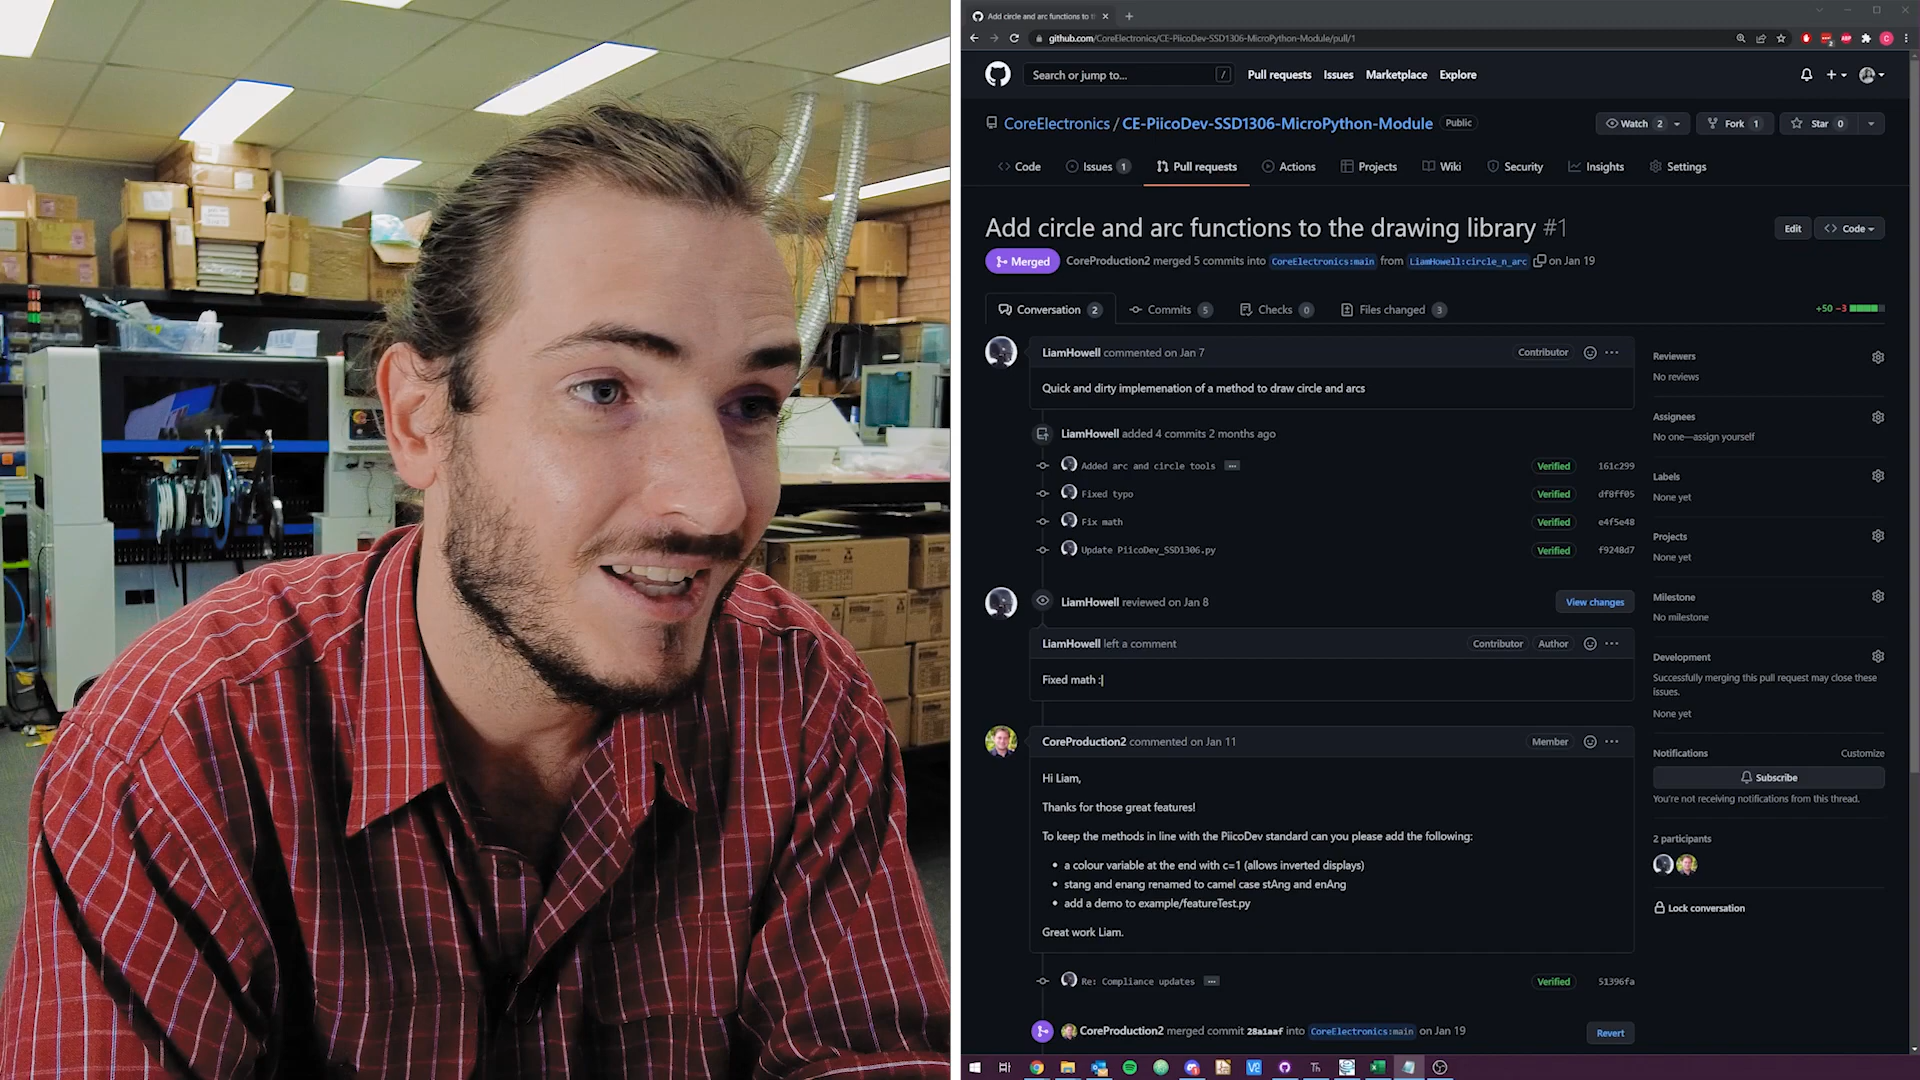 Add circle and arc functions to t
github.com/CoreElectronics/CE-PiicoDev-SSD1306-MicroPython-Module/pull/1
Search or jump to... /
Pull requests Issues Marketplace Explore
CoreElectronics / CE-PiicoDev-SSD1306-MicroPython-Module Public
Watch 2 Fork 1 Star 0
Code Issues 1 Pull requests Actions Projects Wiki Security Insights Settings
Add circle and arc functions to the drawing library #1
Edit <> Code
Merged CoreProduction2 merged 5 commits into CoreElectronics:main from LiamHowell:circle_n_arc on Jan 19
Conversation 2 Commits 5 Checks 0 Files changed 3
+50 −3
LiamHowell commented on Jan 7
Contributor
Quick and dirty implemenation of a method to draw circle and arcs
LiamHowell added 4 commits 2 months ago
Added arc and circle tools ... Verified 161c299
Fixed typo Verified df8ff05
Fix math Verified e4f5e48
Update PiicoDev_SSD1306.py Verified f9248d7
LiamHowell reviewed on Jan 8
View changes
LiamHowell left a comment
Contributor Author
Fixed math :|
CoreProduction2 commented on Jan 11
Member
Hi Liam,
Thanks for those great features!
To keep the methods in line with the PiicoDev standard can you please add the following:
• a colour variable at the end with c=1 (allows inverted displays)
• stang and enang renamed to camel case stAng and enAng
• add a demo to example/featureTest.py
Great work Liam.
Re: Compliance updates ... Verified 51396fa
CoreProduction2 merged commit 28a1aaf into CoreElectronics:main on Jan 19
Revert
Reviewers
No reviews
Assignees
No one—assign yourself
Labels
None yet
Projects
None yet
Milestone
No milestone
Development
Successfully merging this pull request may close these
issues.
None yet
Notifications Customize
Subscribe
You're not receiving notifications from this thread.
2 participants
Lock conversation